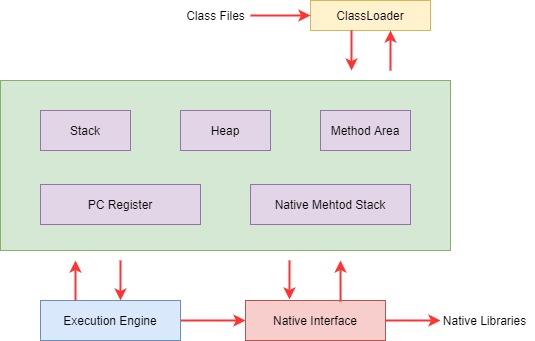 Class Files
ClassLoader
Stack
Heap
Method Area
PC Register
Native Mehtod Stack
Execution Engine
Native Interface
Native Libraries